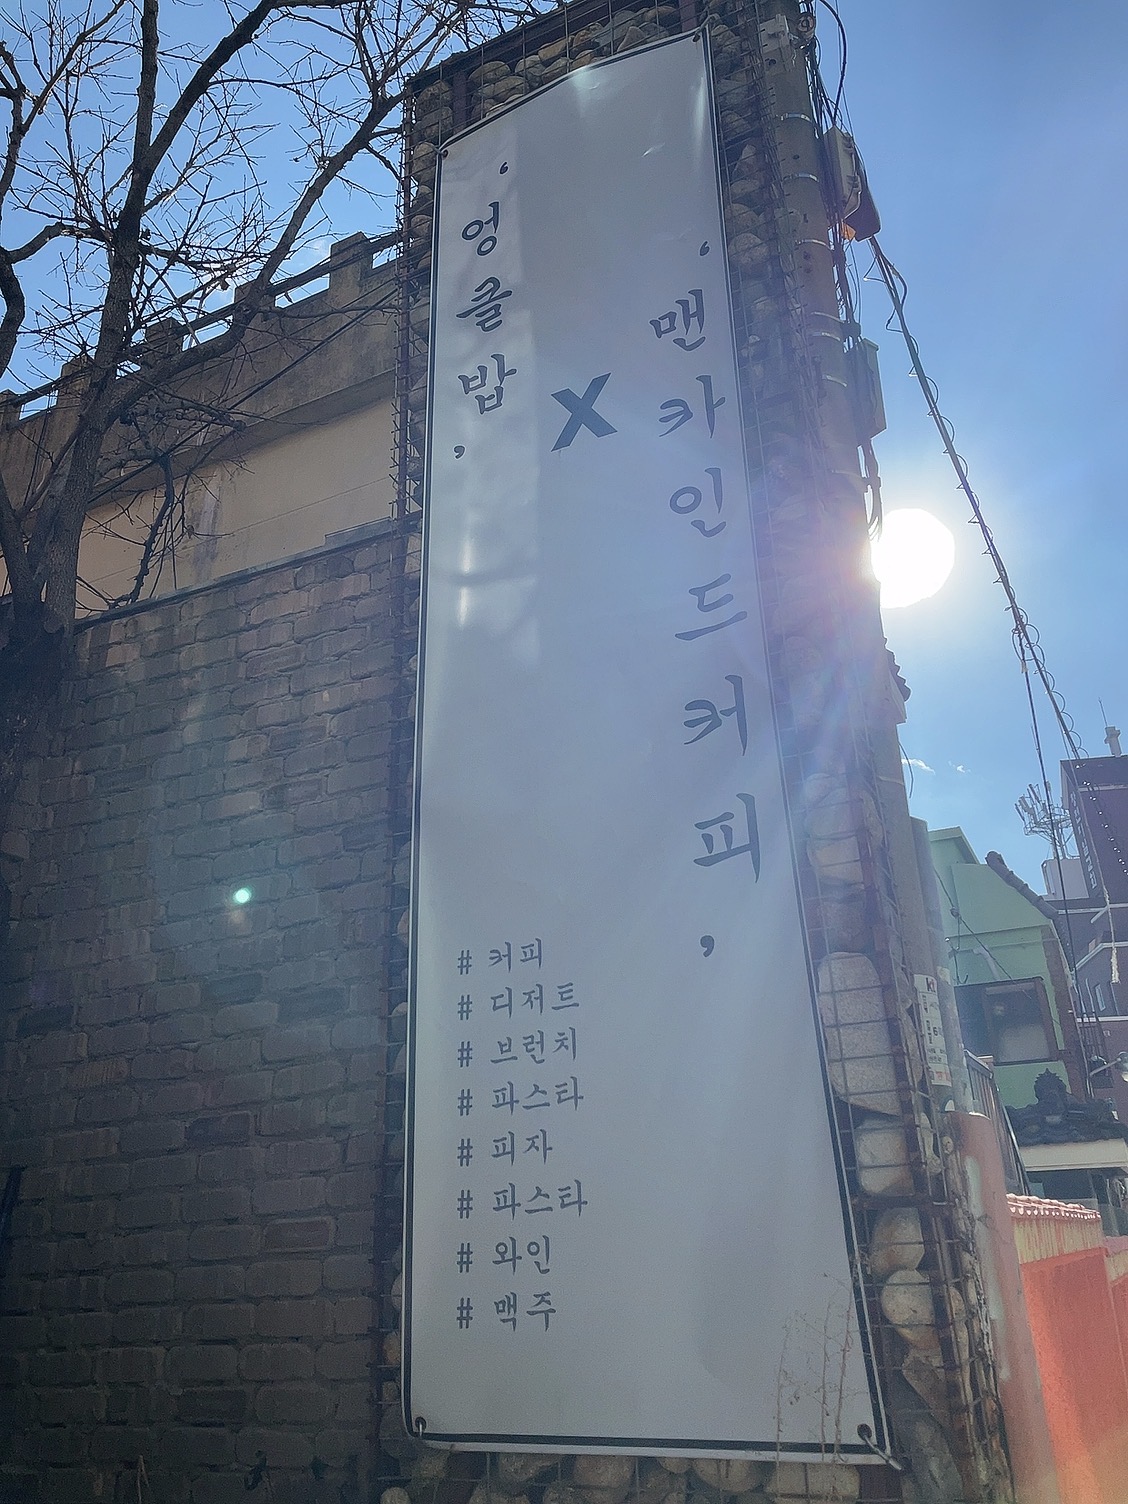 '엉클밥,
X
'맨카인드커피,
# 커피
# 디저트
# 브런치
# 파스타
# 피자
# 파스타
# 와인
# 맥주